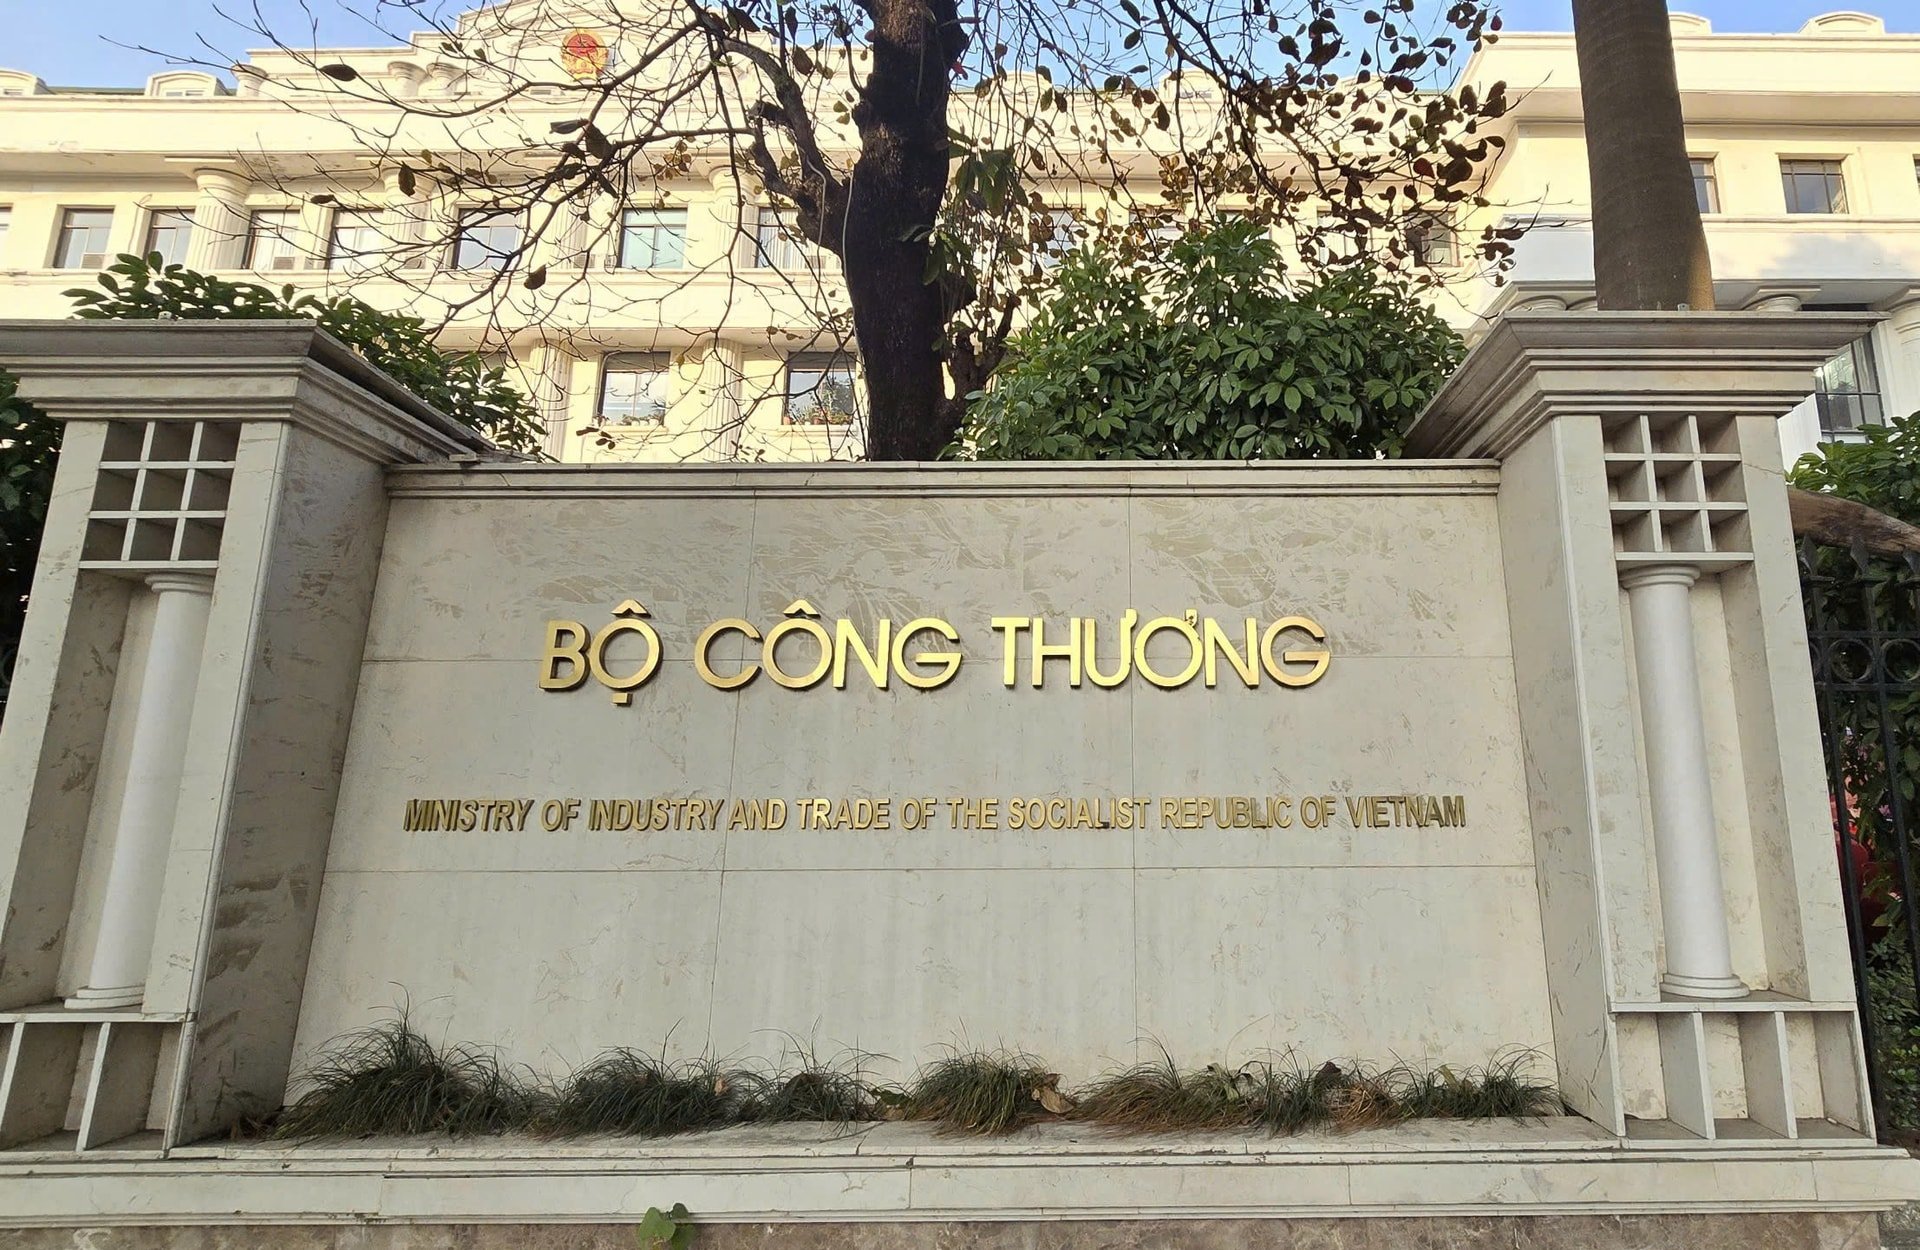 BỘ CÔNG THƯƠNG
MINISTRY OF INDUSTRY AND TRADE OF THE SOCIALIST REPUBLIC OF VIETNAM